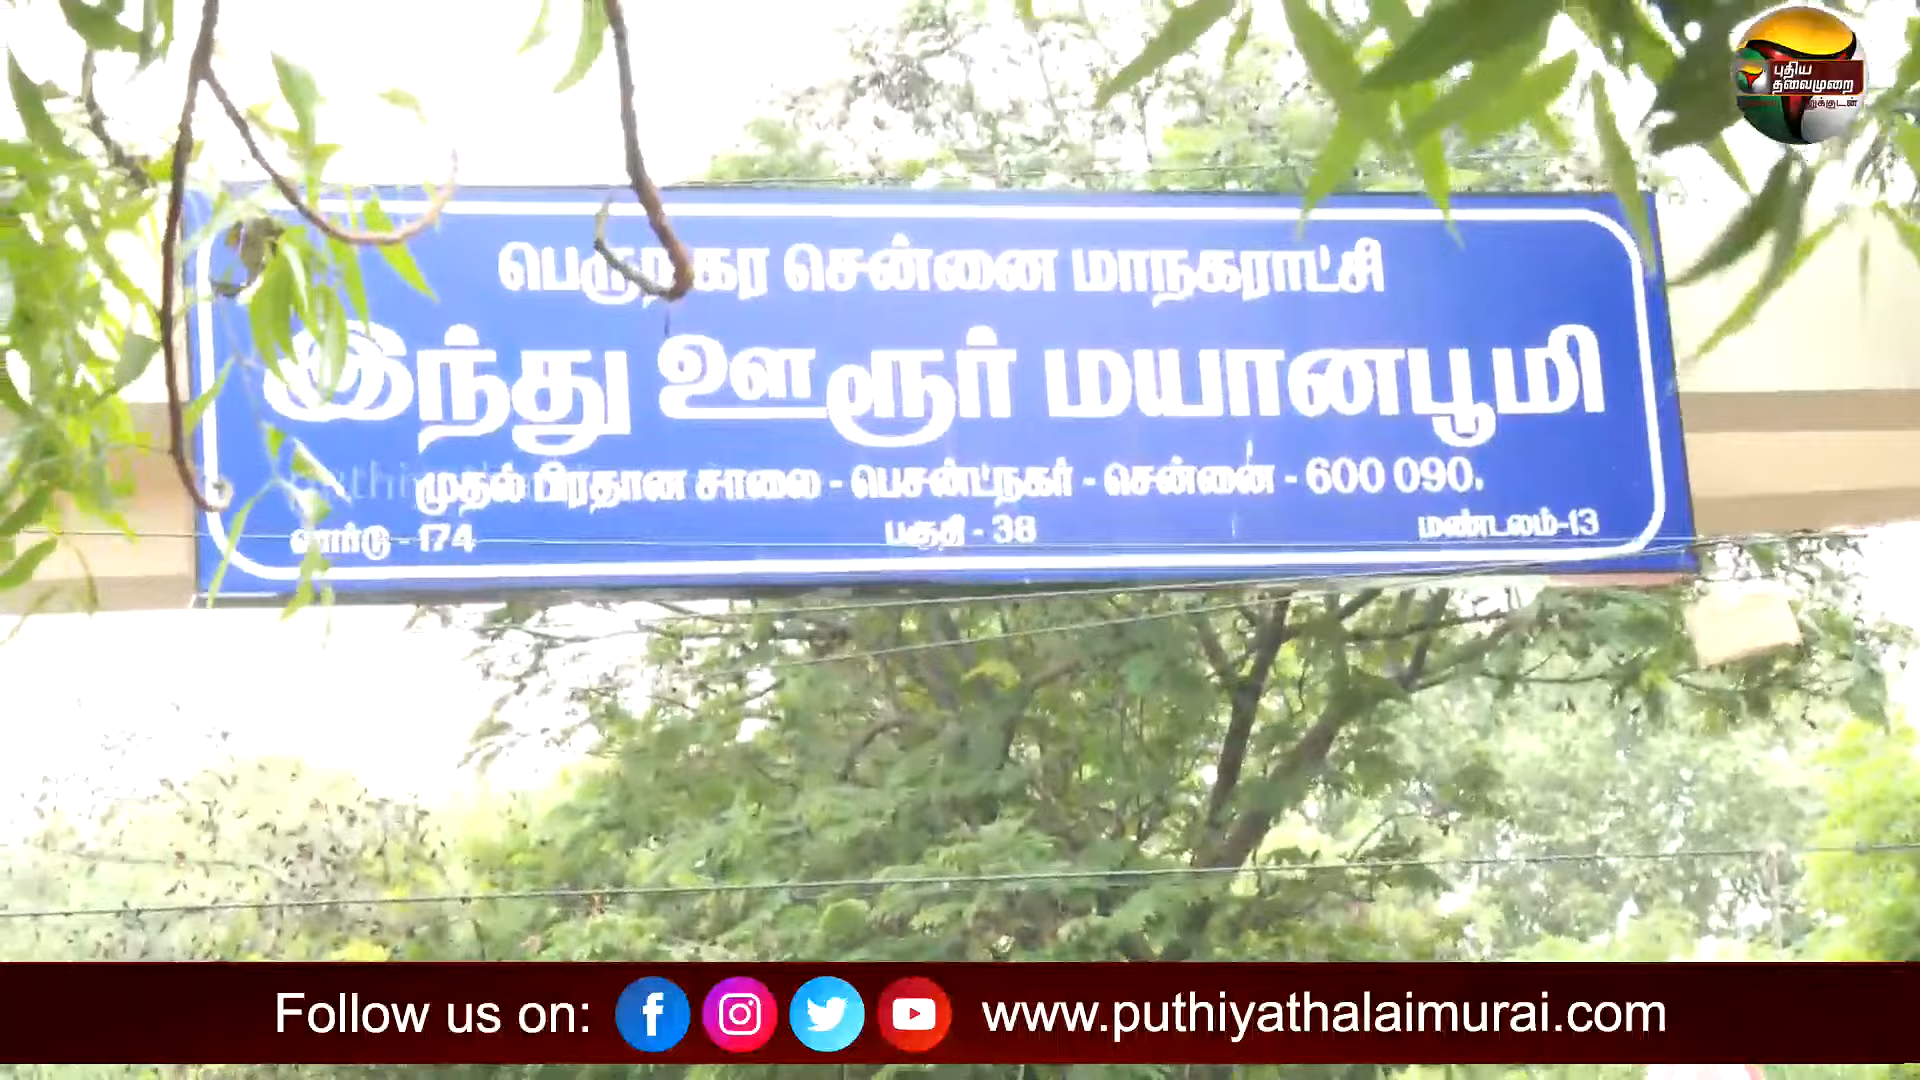 புதிய
தலைமுறை
பெருநகர சென்னை மாநகராட்சி
இந்து ஊரூர் மயானபூமி
முதல் பிரதான சாலை - பெசன்ட்நகர் - சென்னை - 600 090.
வார்டு - 174 பகுதி - 38 மண்டலம்-13
Follow us on: www.puthiyathalaimurai.com